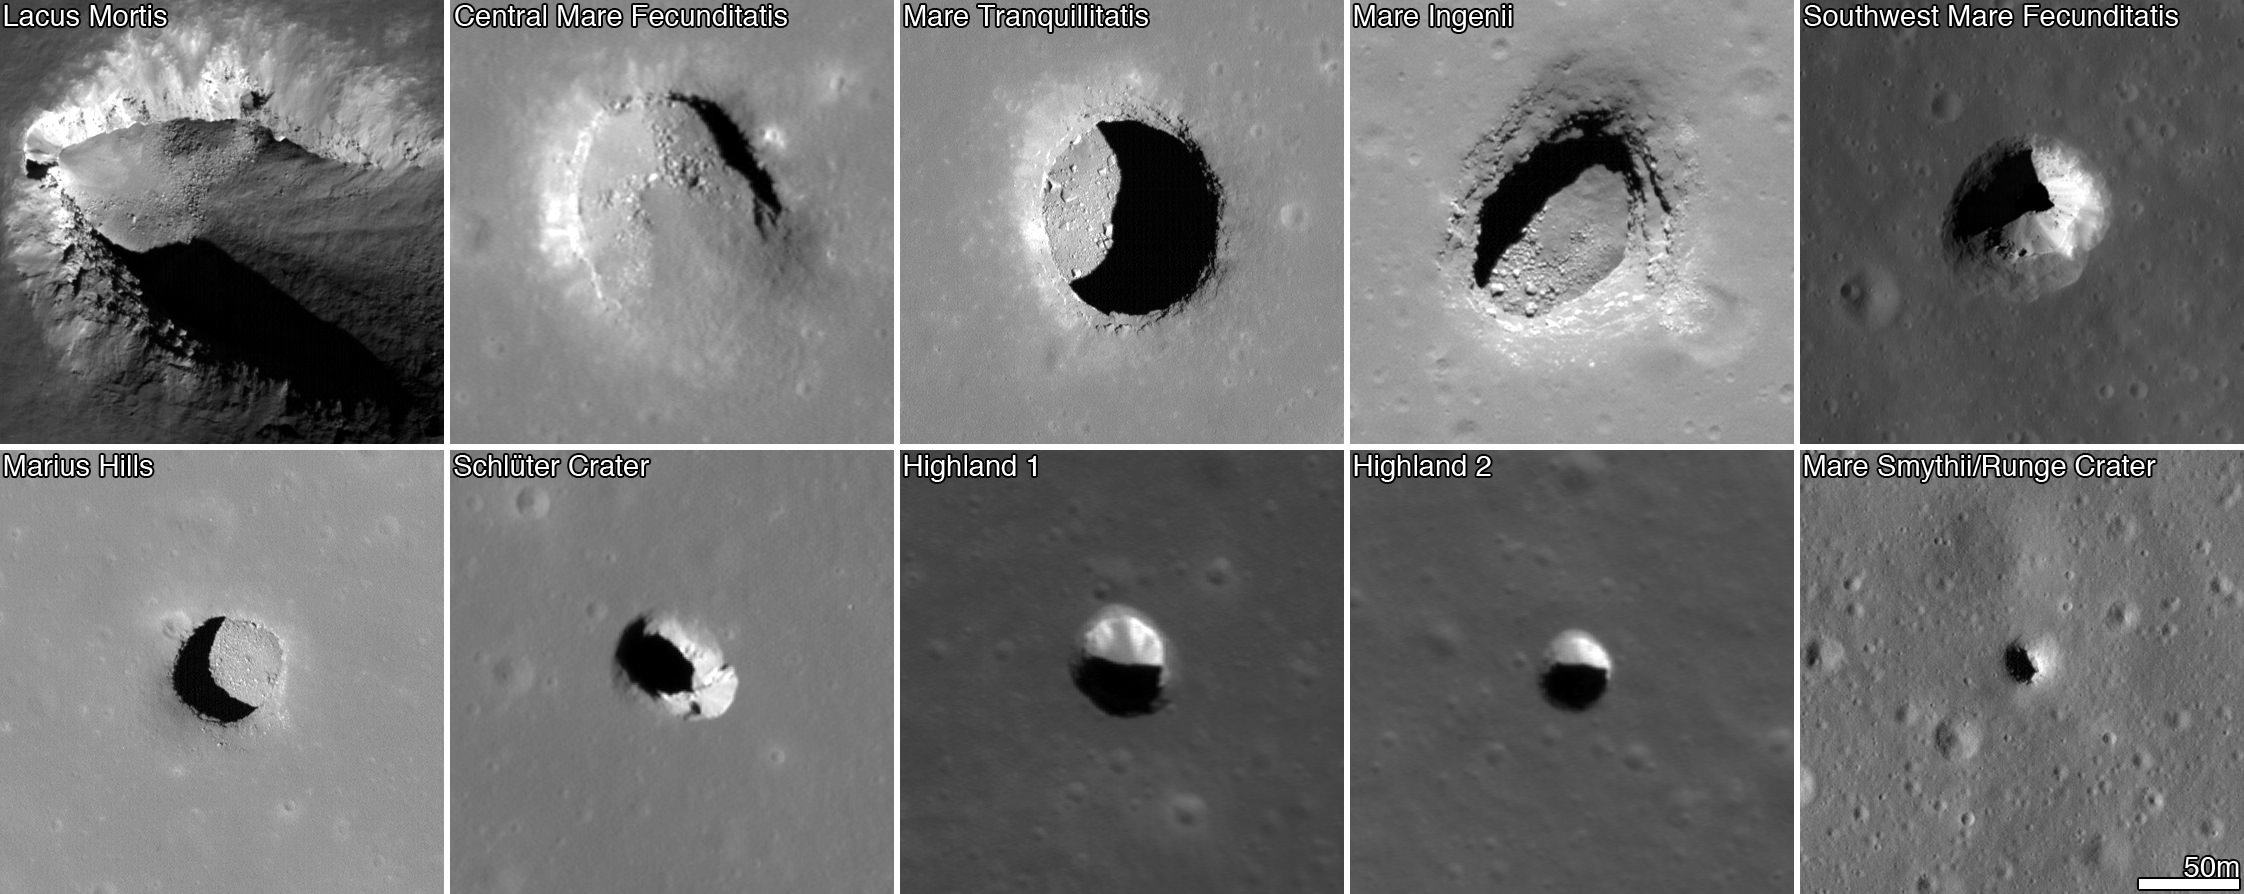 Lacus Mortis
Central Mare Fecunditatis
Mare Tranquillitatis
Mare Ingenii
Southwest Mare Fecunditatis
Marius Hills
Schlüter Crater
Highland 1
Highland 2
Mare Smythii/Runge Crater
50m